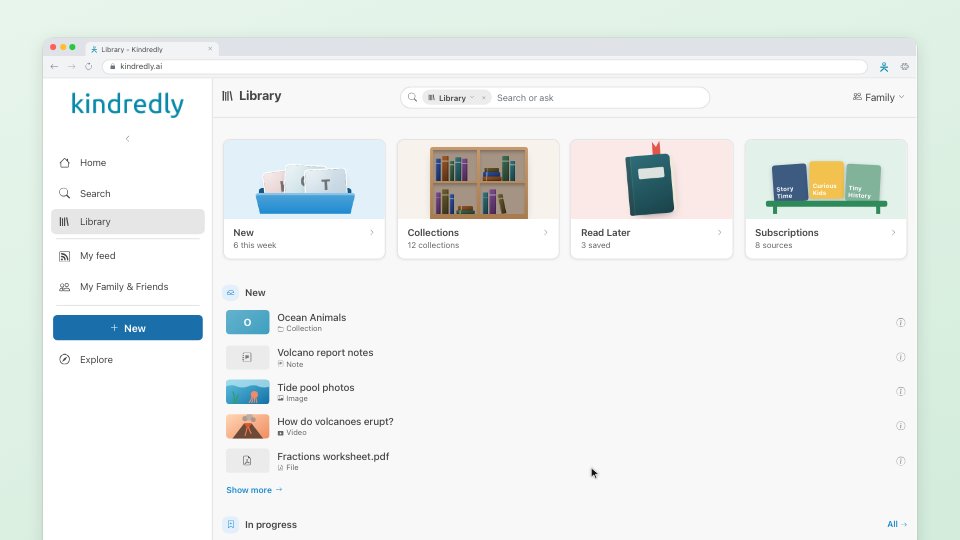 Library – Kindredly
kindredly.ai
kindredly
Home
Search
Library
My feed
My Family & Friends
+ New
Explore
Library
Library
Search or ask
Family
T
Story
Time
Curious
Kids
Tiny
History
New
6 this week
Collections
12 collections
Read Later
3 saved
Subscriptions
8 sources
New
O
Ocean Animals
Collection
Volcano report notes
Note
Tide pool photos
Image
How do volcanoes erupt?
Video
Fractions worksheet.pdf
File
Show more →
In progress
All →